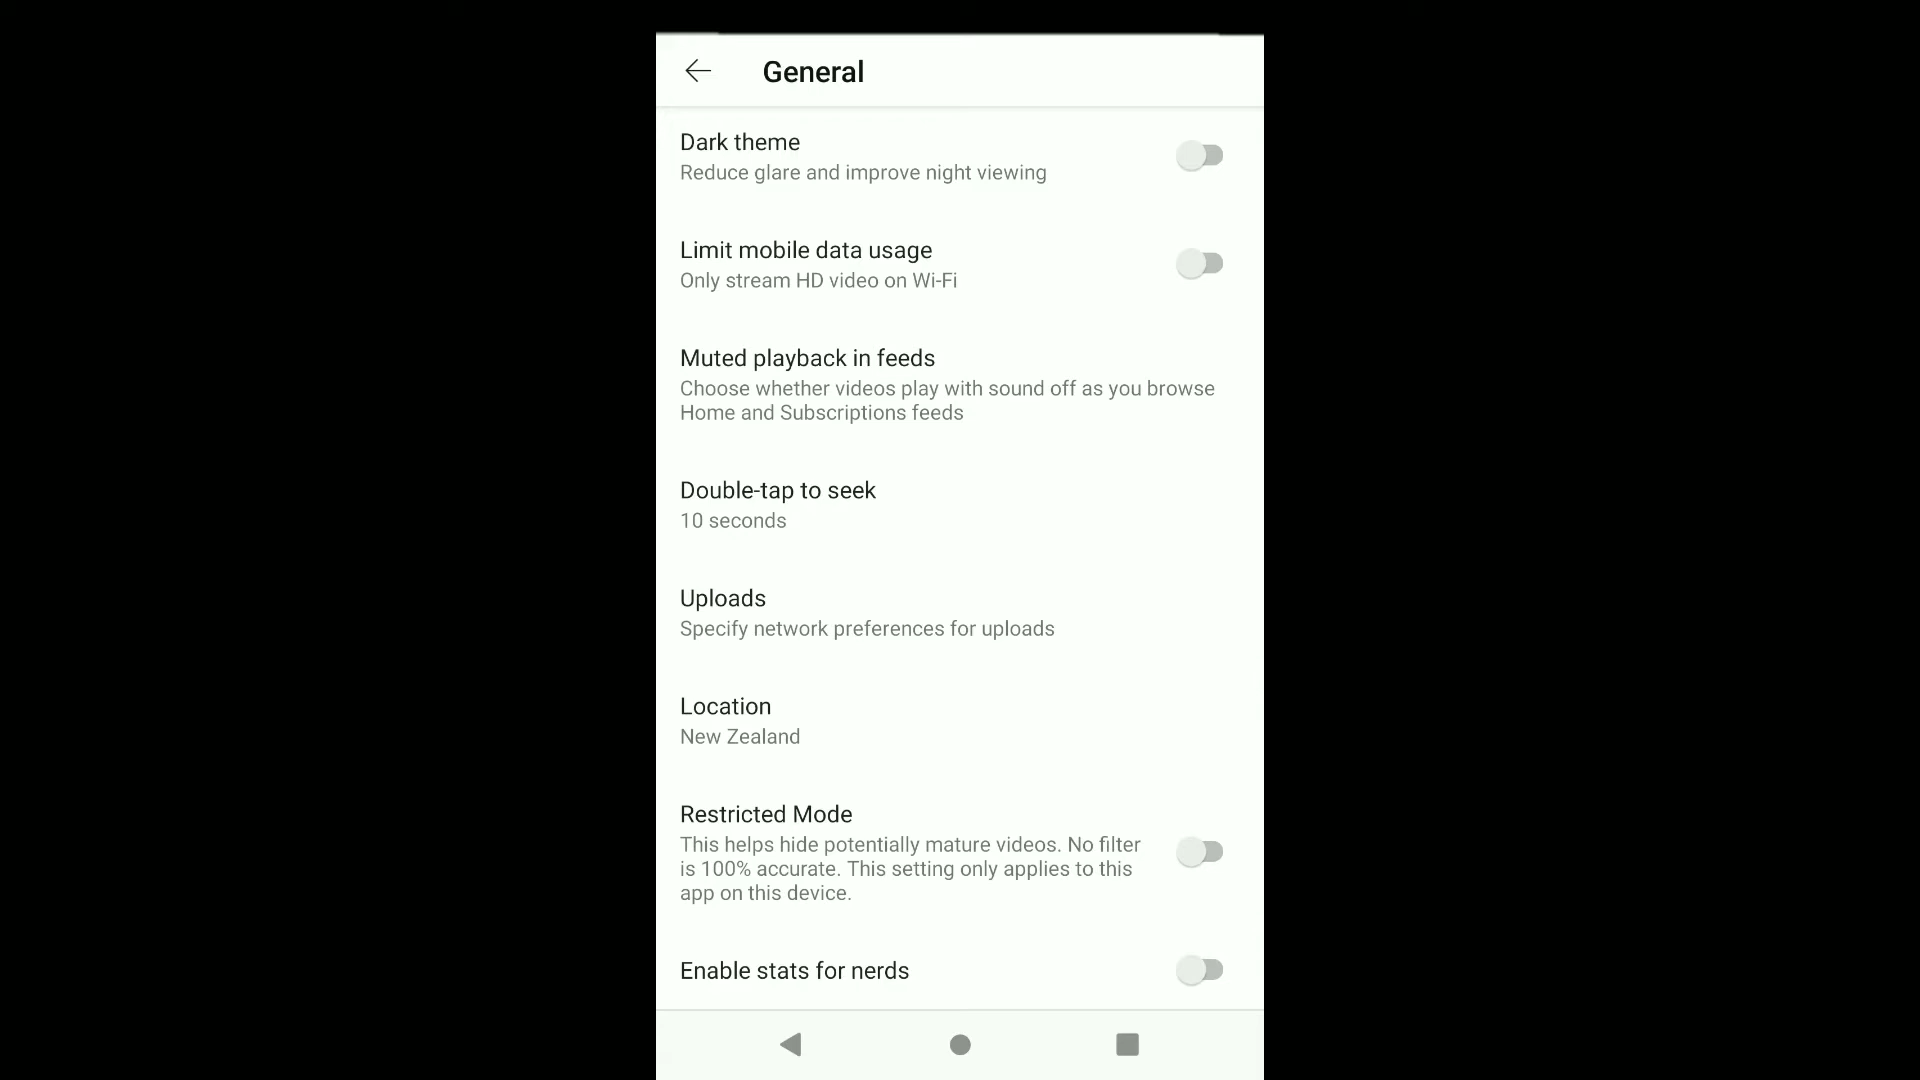 General
Dark theme
Reduce glare and improve night viewing
Limit mobile data usage
Only stream HD video on Wi-Fi
Muted playback in feeds
Choose whether videos play with sound off as you browse
Home and Subscriptions feeds
Double-tap to seek
10 seconds
Uploads
Specify network preferences for uploads
Location
New Zealand
Restricted Mode
This helps hide potentially mature videos. No filter
is 100% accurate. This setting only applies to this
app on this device.
Enable stats for nerds